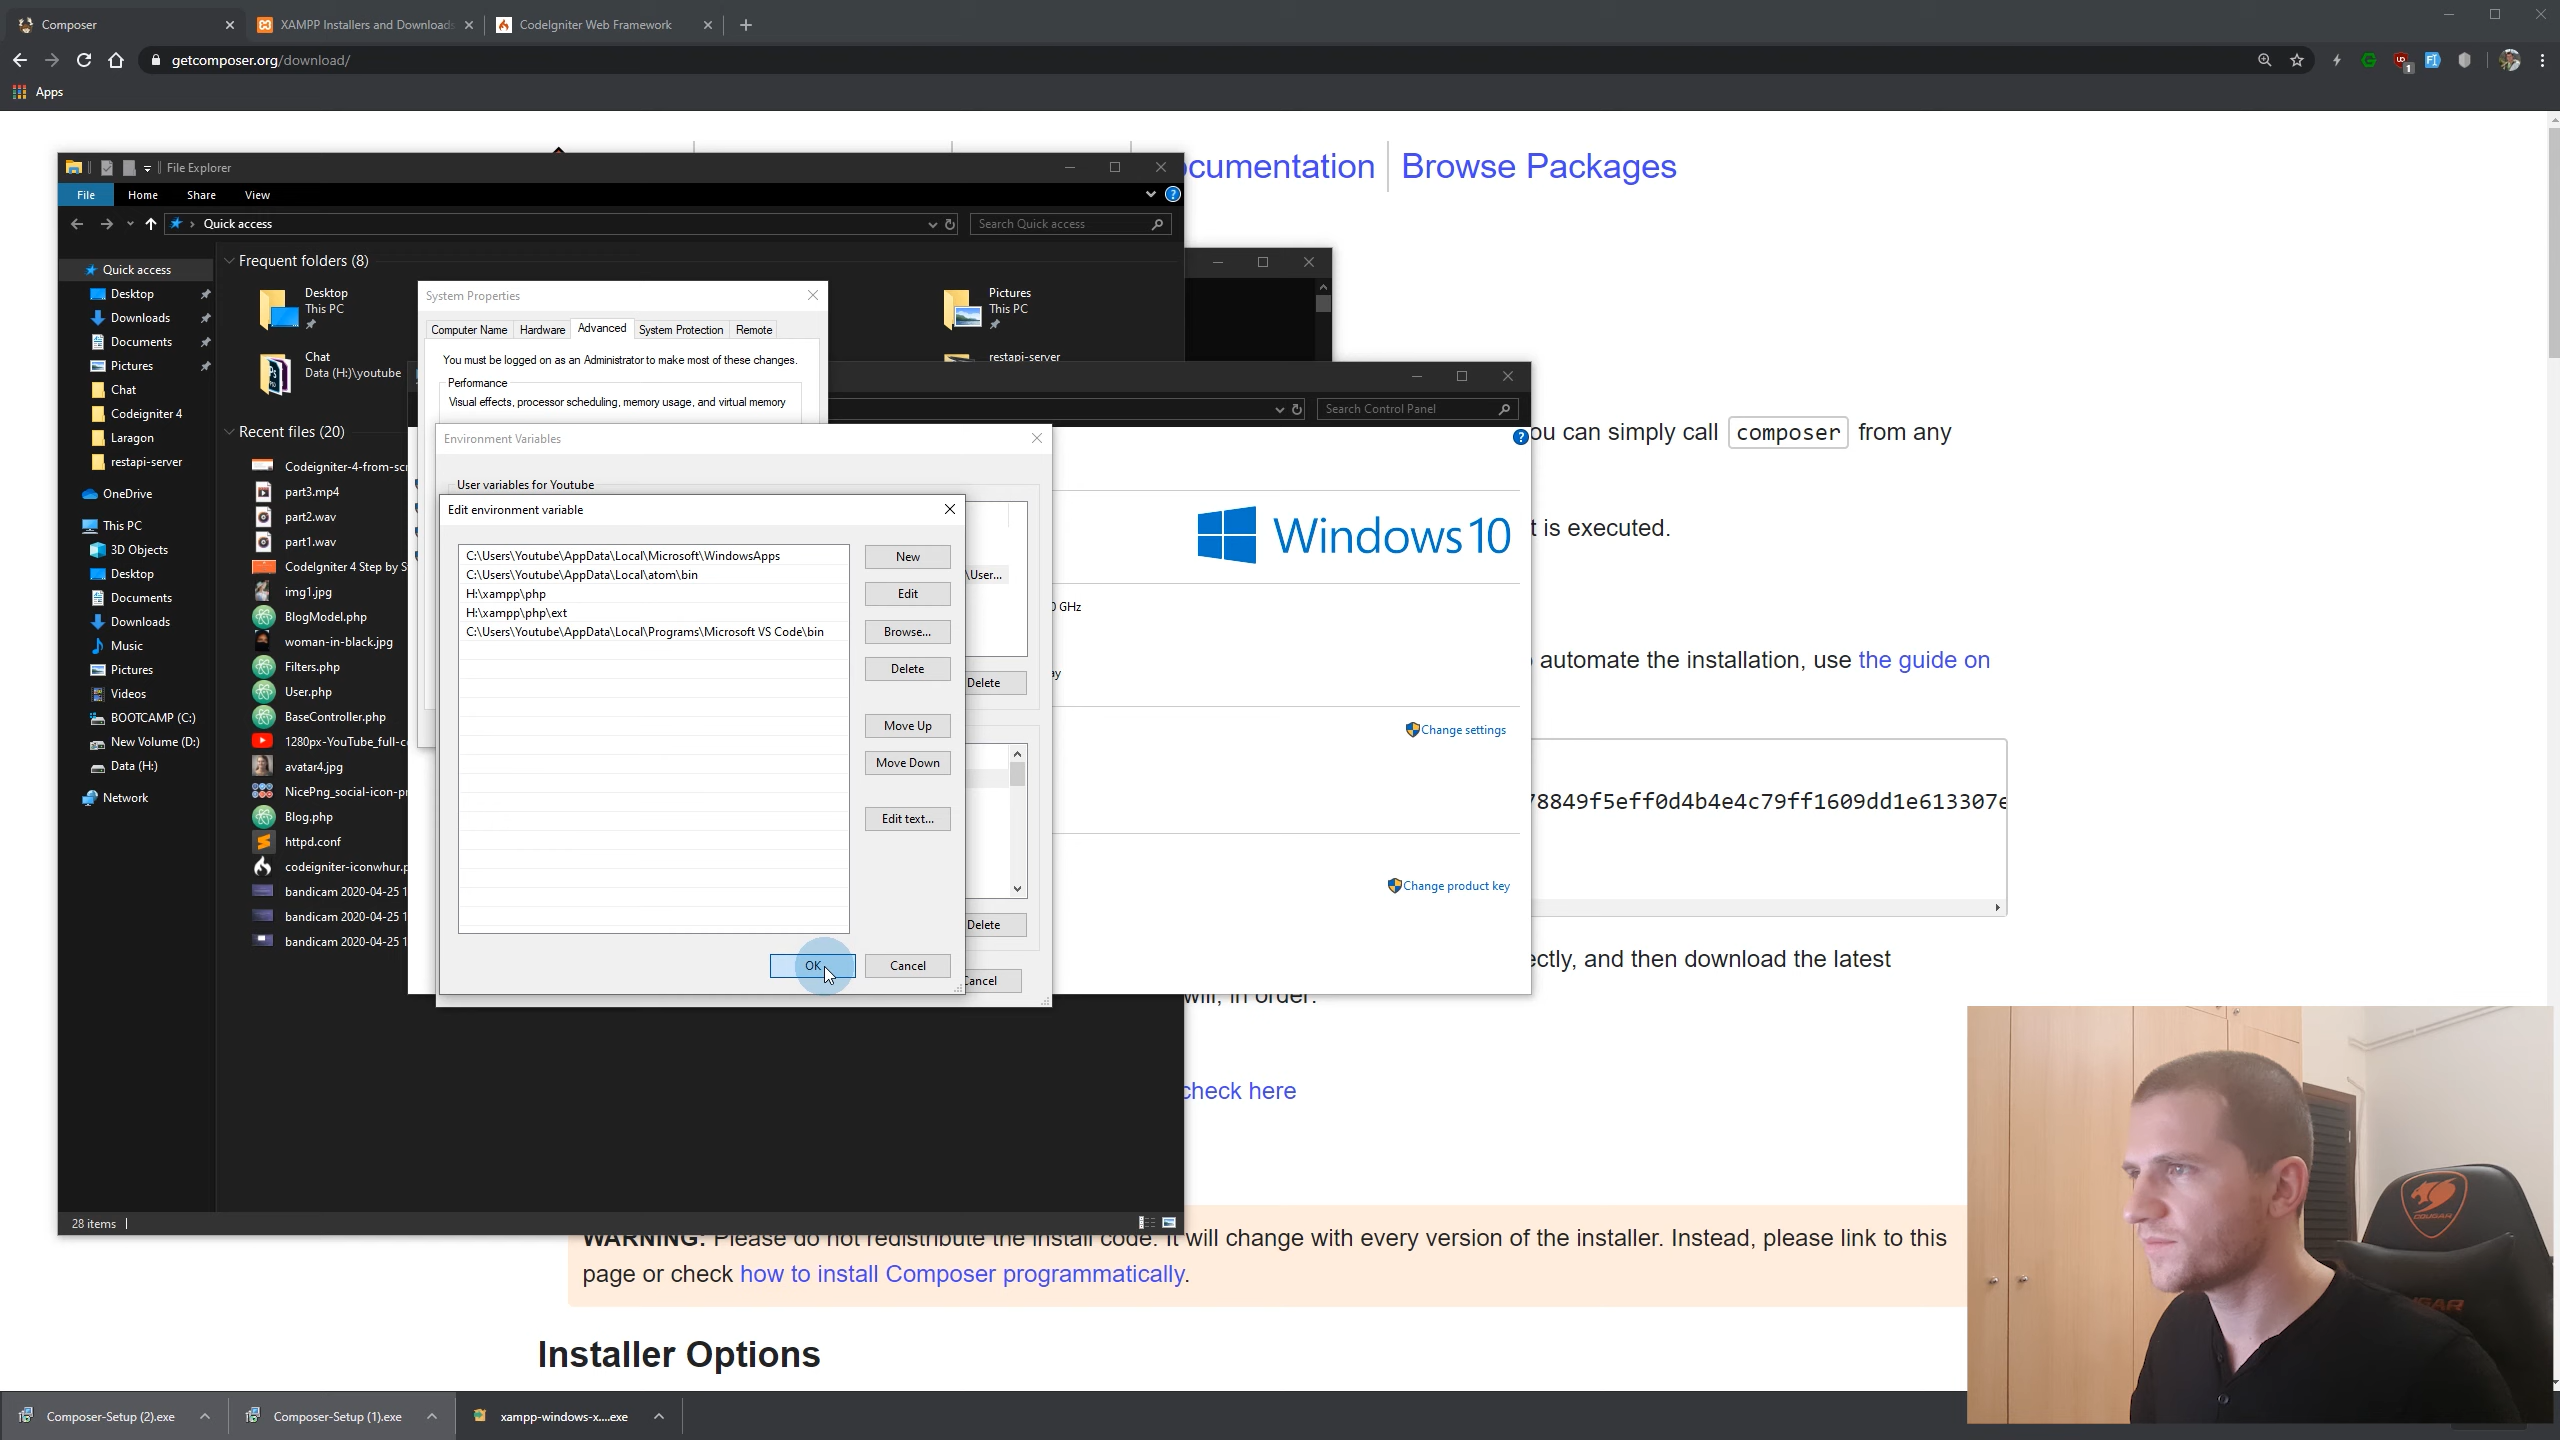 Composer
XAMPP Installers and Downloads
CodeIgniter Web Framework
getcomposer.org/download/
Apps
Browse Packages
File Explorer
File Home Share View
Quick access
Search Quick access
Quick access
Desktop
Downloads
Documents
Pictures
Chat
Codeigniter 4
Laragon
restapi-server
OneDrive
This PC
3D Objects
Desktop
Documents
Downloads
Music
Pictures
Videos
BOOTCAMP (C:)
New Volume (D:)
Data (H:)
Network
Frequent folders (8)
Desktop
This PC
Chat
Data (H:)\youtube
Pictures
This PC
restapi-server
Recent files (20)
Codeigniter-4-from-scr
part3.mp4
part2.wav
part1.wav
CodeIgniter 4 Step by S
img1.jpg
BlogModel.php
woman-in-black.jpg
Filters.php
User.php
BaseController.php
1280px-YouTube_full-c
avatar4.jpg
NicePng_social-icon-p
Blog.php
httpd.conf
codeigniter-iconwhur.p
bandicam 2020-04-25 1
bandicam 2020-04-25 1
bandicam 2020-04-25 1
28 items
System Properties
Computer Name Hardware Advanced System Protection Remote
You must be logged on as an Administrator to make most of these changes.
Performance
Visual effects, processor scheduling, memory usage, and virtual memory
Environment Variables
User variables for Youtube
\User...
Delete
Delete
Cancel
Edit environment variable
C:\Users\Youtube\AppData\Local\Microsoft\WindowsApps
C:\Users\Youtube\AppData\Local\atom\bin
H:\xampp\php
H:\xampp\php\ext
C:\Users\Youtube\AppData\Local\Programs\Microsoft VS Code\bin
New
Edit
Browse...
Delete
Move Up
Move Down
Edit text...
OK
Cancel
Search Control Panel
Windows 10
0 GHz
Change settings
Change product key
ocumentation
ou can simply call composer from any
t is executed.
automate the installation, use the guide on
78849f5eff0d4b4e4c79ff1609dd1e613307e
ectly, and then download the latest
will, in order:
check here
WARNING: Please do not redistribute the install code. It will change with every version of the installer. Instead, please link to this
page or check how to install Composer programmatically.
Installer Options
Composer-Setup (2).exe
Composer-Setup (1).exe
xampp-windows-x....exe
COUGAR